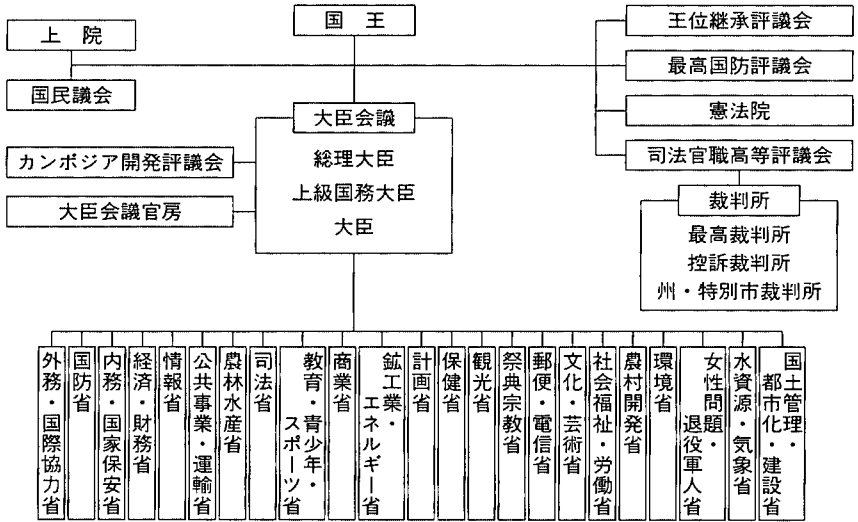 国 王
上 院
国民議会
王位継承評議会
最高国防評議会
憲法院
司法官職高等評議会
裁判所
最高裁判所
控訴裁判所
州・特別市裁判所
大臣会議
総理大臣
上級国務大臣
大臣
カンボジア開発評議会
大臣会議官房
外務・国際協力省
国防省
内務・国家保安省
経済・財務省
情報省
公共事業・運輸省
農林水産省
司法省
教育・青少年・
スポーツ省
商業省
鉱工業・
エネルギー省
計画省
保健省
観光省
祭典宗教省
郵便・電信省
文化・芸術省
社会福祉・労働省
農村開発省
環境省
女性問題・
退役軍人省
水資源・気象省
国土管理・
都市化・建設省